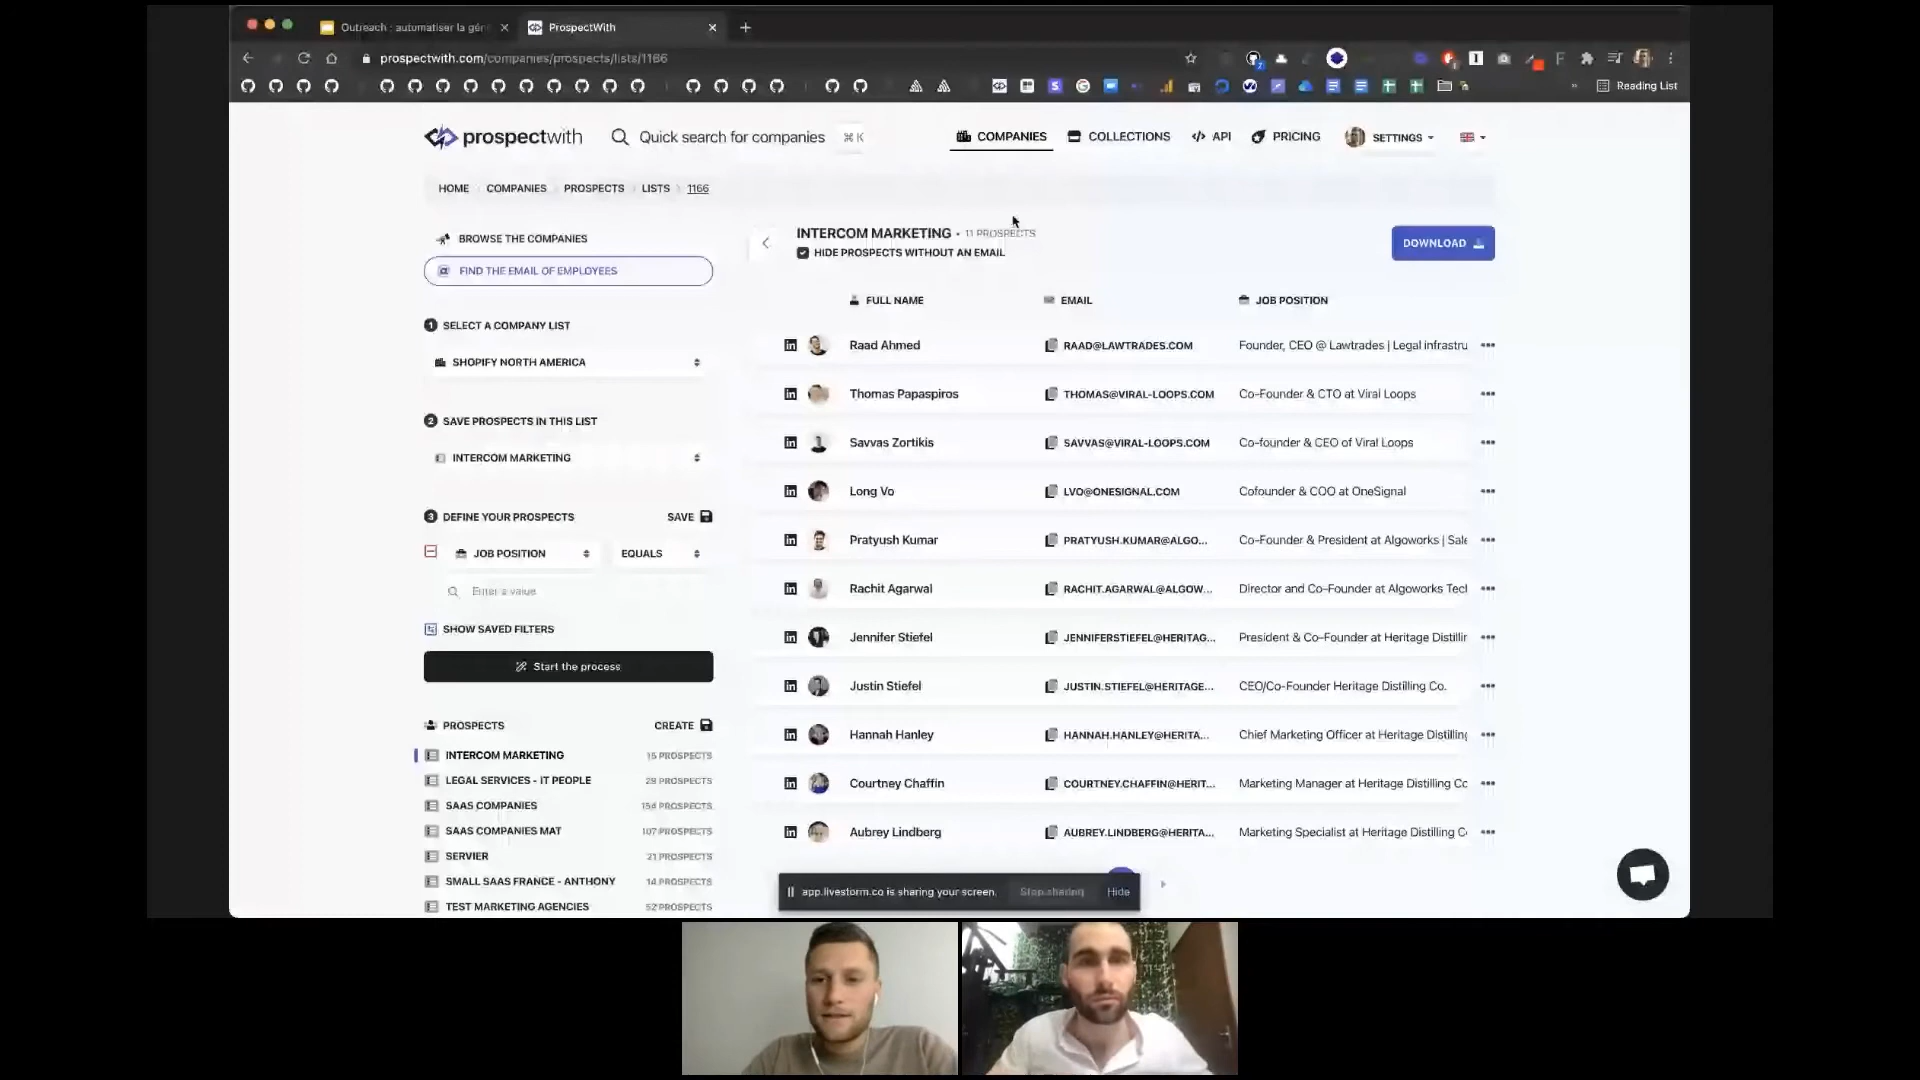 Outreach : automatiser la gén
ProspectWith
prospectwith.com/companies/prospects/lists/1166
Reading List
prospectwith
Quick search for companies
⌘ K
COMPANIES
COLLECTIONS
API
PRICING
SETTINGS
HOME COMPANIES PROSPECTS LISTS 1166
BROWSE THE COMPANIES
FIND THE EMAIL OF EMPLOYEES
1 SELECT A COMPANY LIST
SHOPIFY NORTH AMERICA
2 SAVE PROSPECTS IN THIS LIST
INTERCOM MARKETING
3 DEFINE YOUR PROSPECTS
SAVE
JOB POSITION
EQUALS
Enter a value
SHOW SAVED FILTERS
Start the process
PROSPECTS
CREATE
INTERCOM MARKETING 15 PROSPECTS
LEGAL SERVICES - IT PEOPLE 28 PROSPECTS
SAAS COMPANIES 154 PROSPECTS
SAAS COMPANIES MAT 107 PROSPECTS
SERVIER 21 PROSPECTS
SMALL SAAS FRANCE - ANTHONY 14 PROSPECTS
TEST MARKETING AGENCIES 52 PROSPECTS
INTERCOM MARKETING • 11 PROSPECTS
HIDE PROSPECTS WITHOUT AN EMAIL
DOWNLOAD
FULL NAME EMAIL JOB POSITION
Raad Ahmed RAAD@LAWTRADES.COM Founder, CEO @ Lawtrades | Legal infrastru
Thomas Papaspiros THOMAS@VIRAL-LOOPS.COM Co-Founder & CTO at Viral Loops
Savvas Zortikis SAVVAS@VIRAL-LOOPS.COM Co-founder & CEO of Viral Loops
Long Vo LVO@ONESIGNAL.COM Cofounder & COO at OneSignal
Pratyush Kumar PRATYUSH.KUMAR@ALGO... Co-Founder & President at Algoworks | Sale
Rachit Agarwal RACHIT.AGARWAL@ALGOW... Director and Co-Founder at Algoworks Tecl
Jennifer Stiefel JENNIFERSTIEFEL@HERITAG... President & Co-Founder at Heritage Distillin
Justin Stiefel JUSTIN.STIEFEL@HERITAGE... CEO/Co-Founder Heritage Distilling Co.
Hannah Hanley HANNAH.HANLEY@HERITA... Chief Marketing Officer at Heritage Distilling
Courtney Chaffin COURTNEY.CHAFFIN@HERIT... Marketing Manager at Heritage Distilling Co
Aubrey Lindberg AUBREY.LINDBERG@HERITA... Marketing Specialist at Heritage Distilling C
app.livestorm.co is sharing your screen.
Stop sharing
Hide